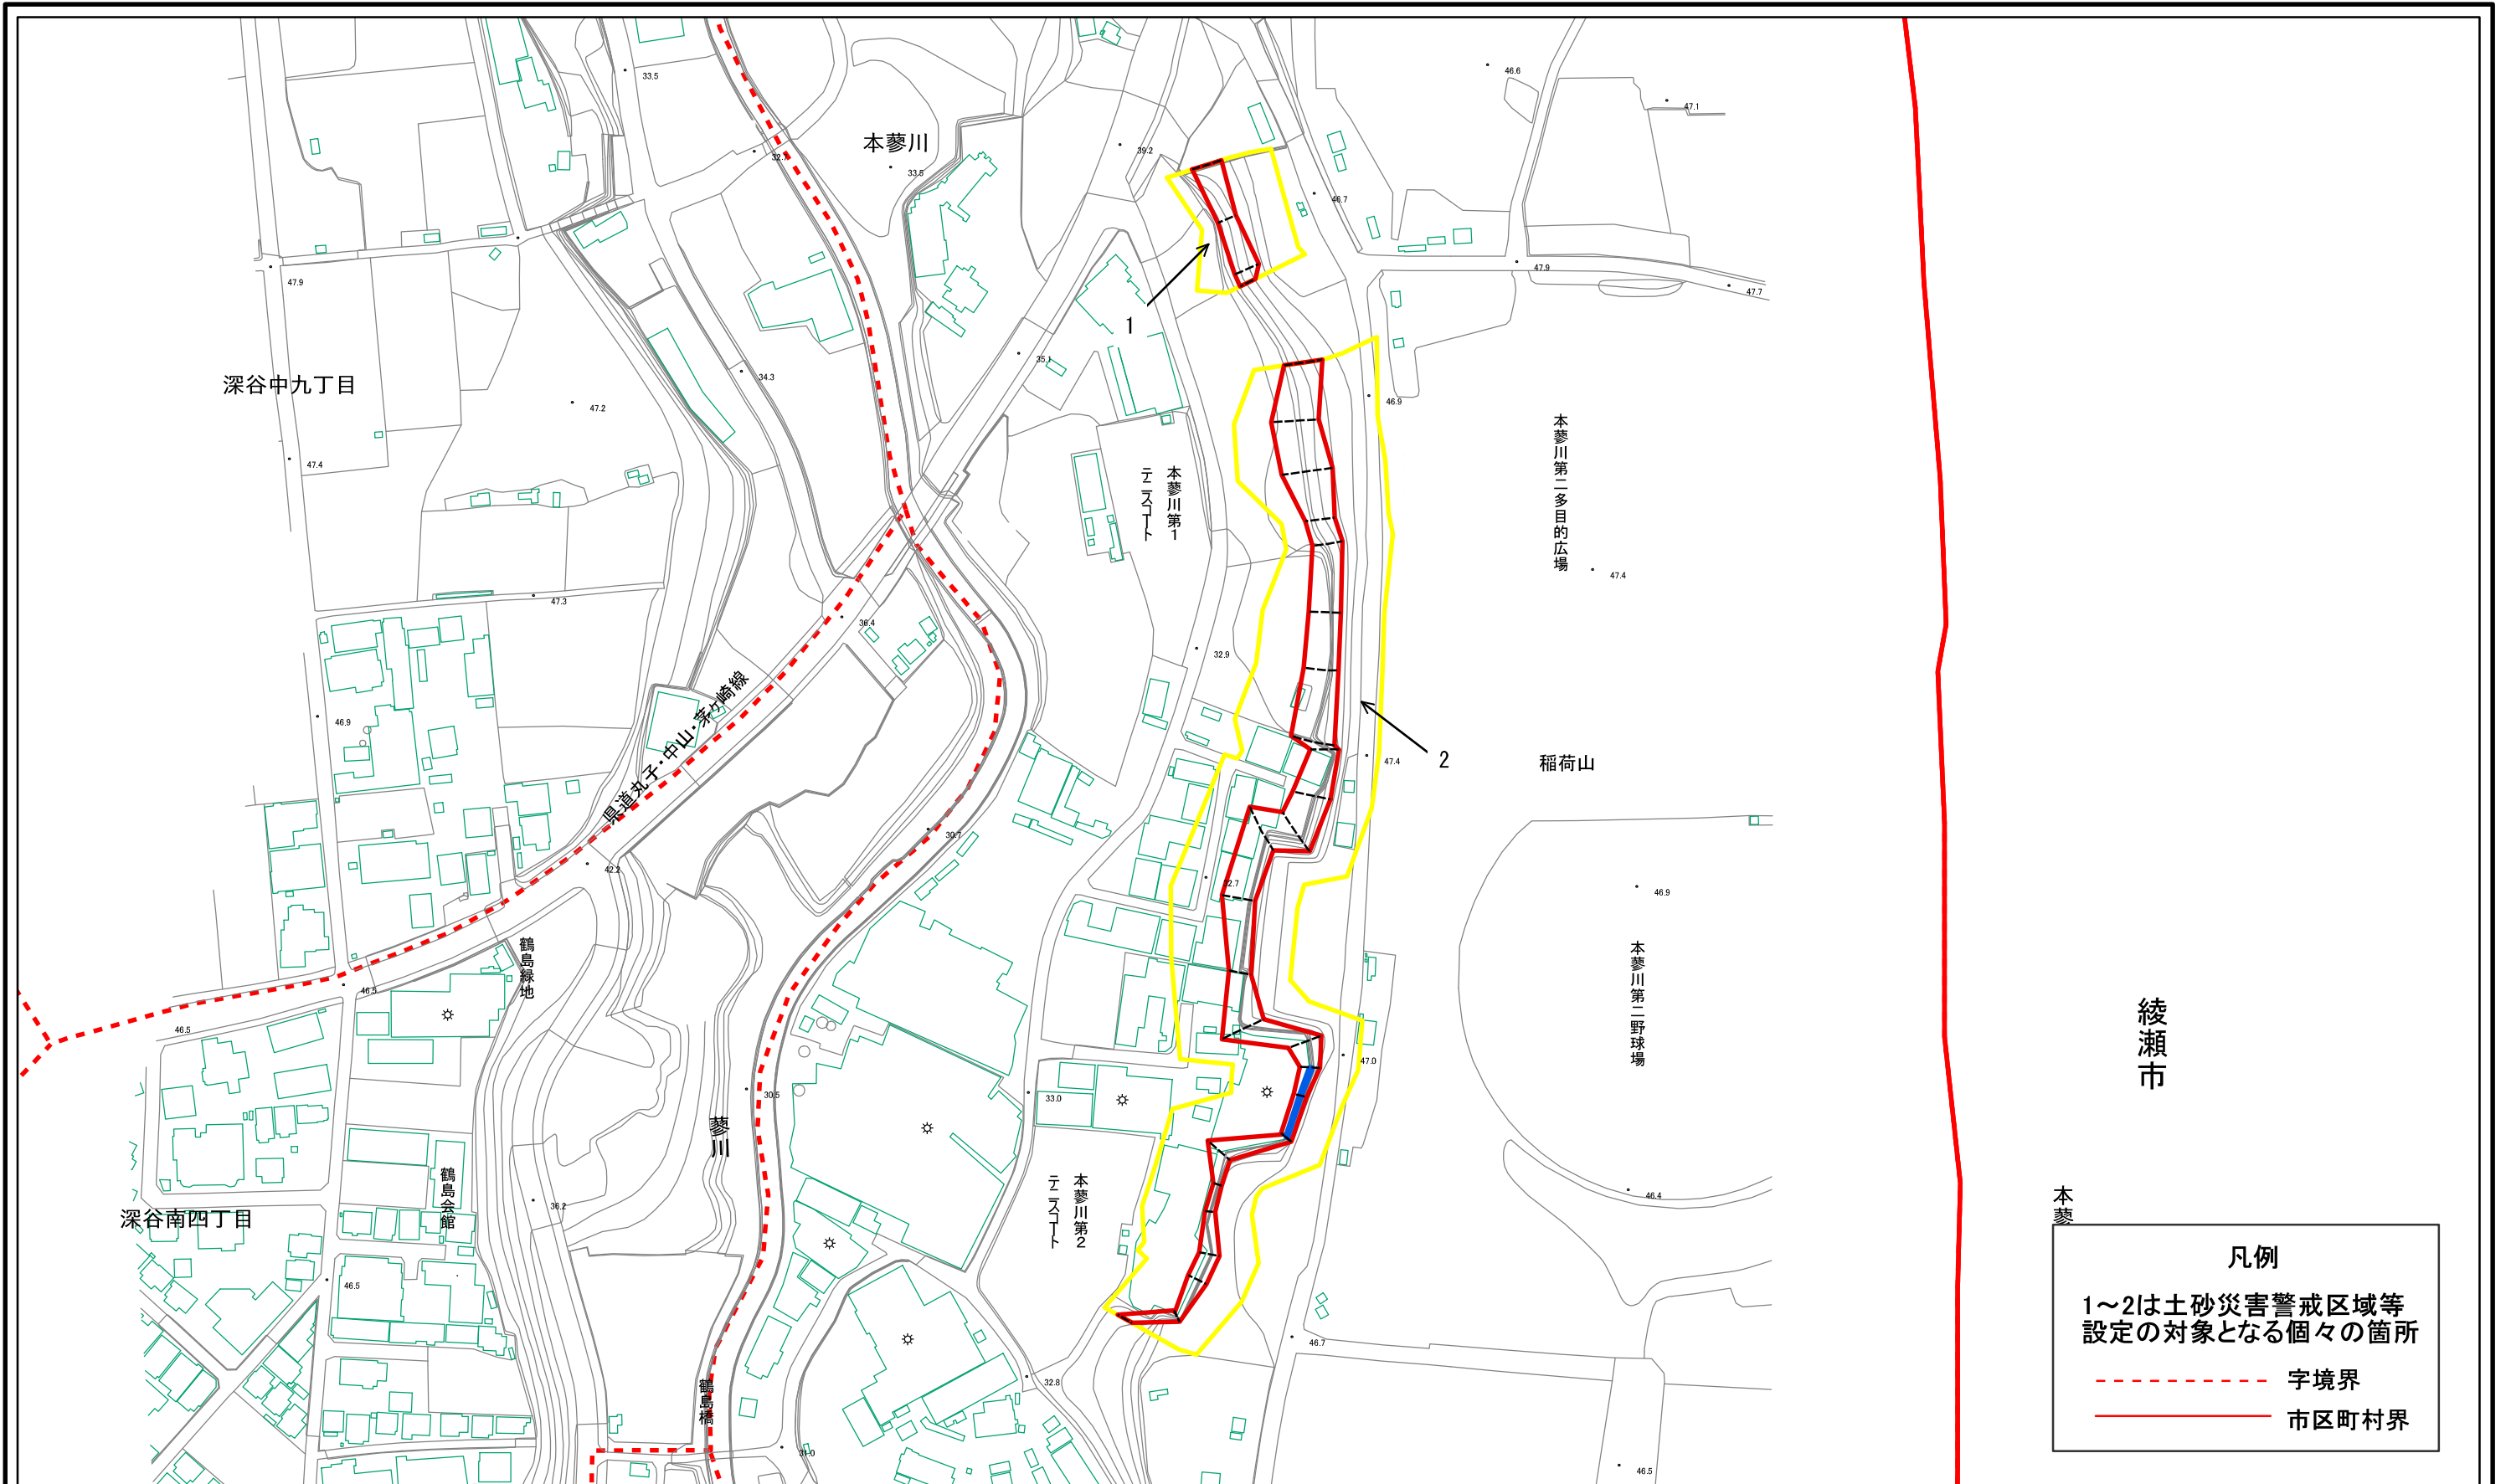 本蓼川
深谷中九丁目
本蓼川第1
テニスコート
本蓼川第二多目的広場
県道丸子・中山・茅ヶ崎線
稲荷山
鶴島緑地
本蓼川第二野球場
綾瀬市
蓼川
鶴島会館
深谷南四丁目
本蓼川第2
テニスコート
鶴島橋
本蓼
1
2
33.5
46.6
47.1
39.2
33.5
46.7
47.9
47.9
47.7
35.1
34.3
47.2
46.9
47.4
47.4
47.3
36.4
32.9
46.9
47.4
30.7
42.2
32.7
46.9
46.5
46.5
47.0
30.5
33.0
36.2
46.4
46.5
46.7
32.8
31.0
46.5
凡例
1～2は土砂災害警戒区域等
設定の対象となる個々の箇所
字境界
市区町村界